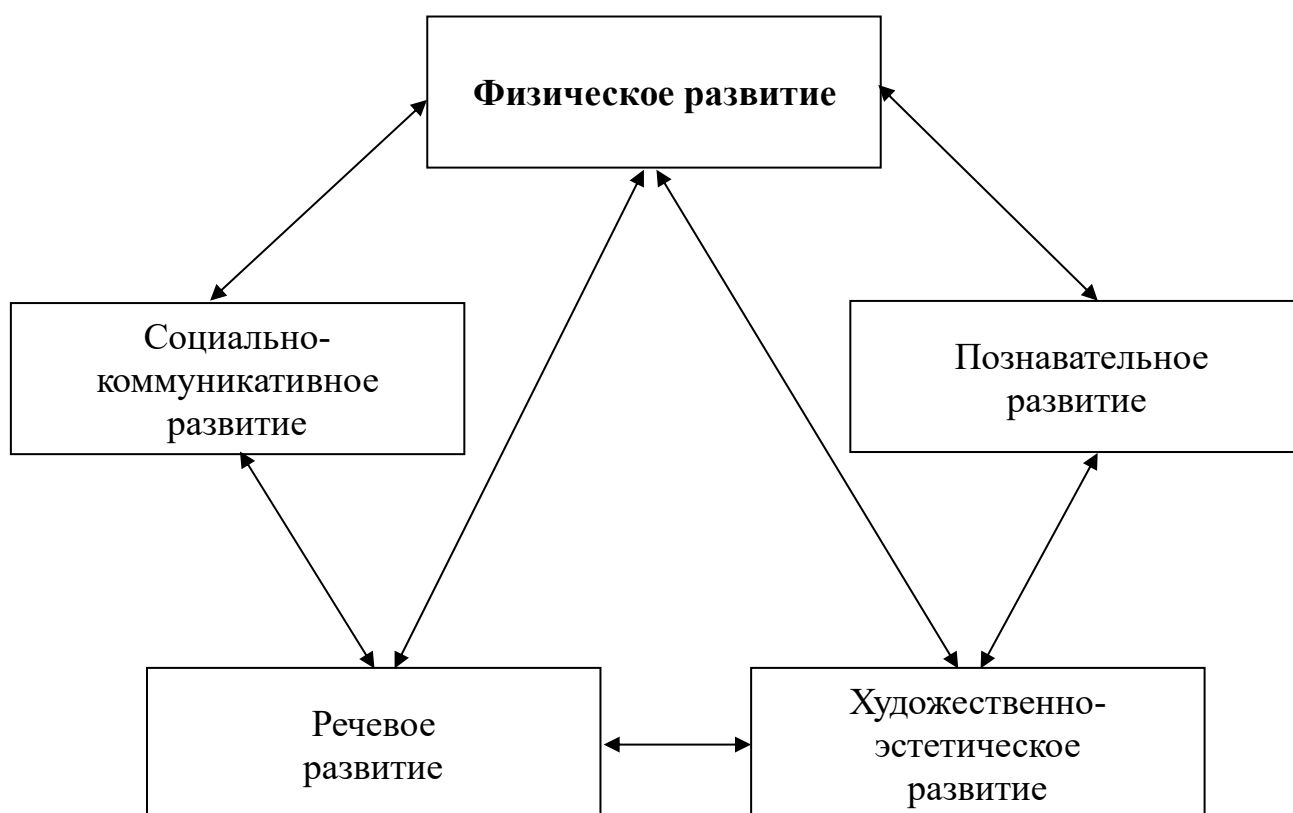 Физическое развитие
Социально-
коммуникативное
развитие
Познавательное
развитие
Речевое
развитие
Художественно-
эстетическое
развитие